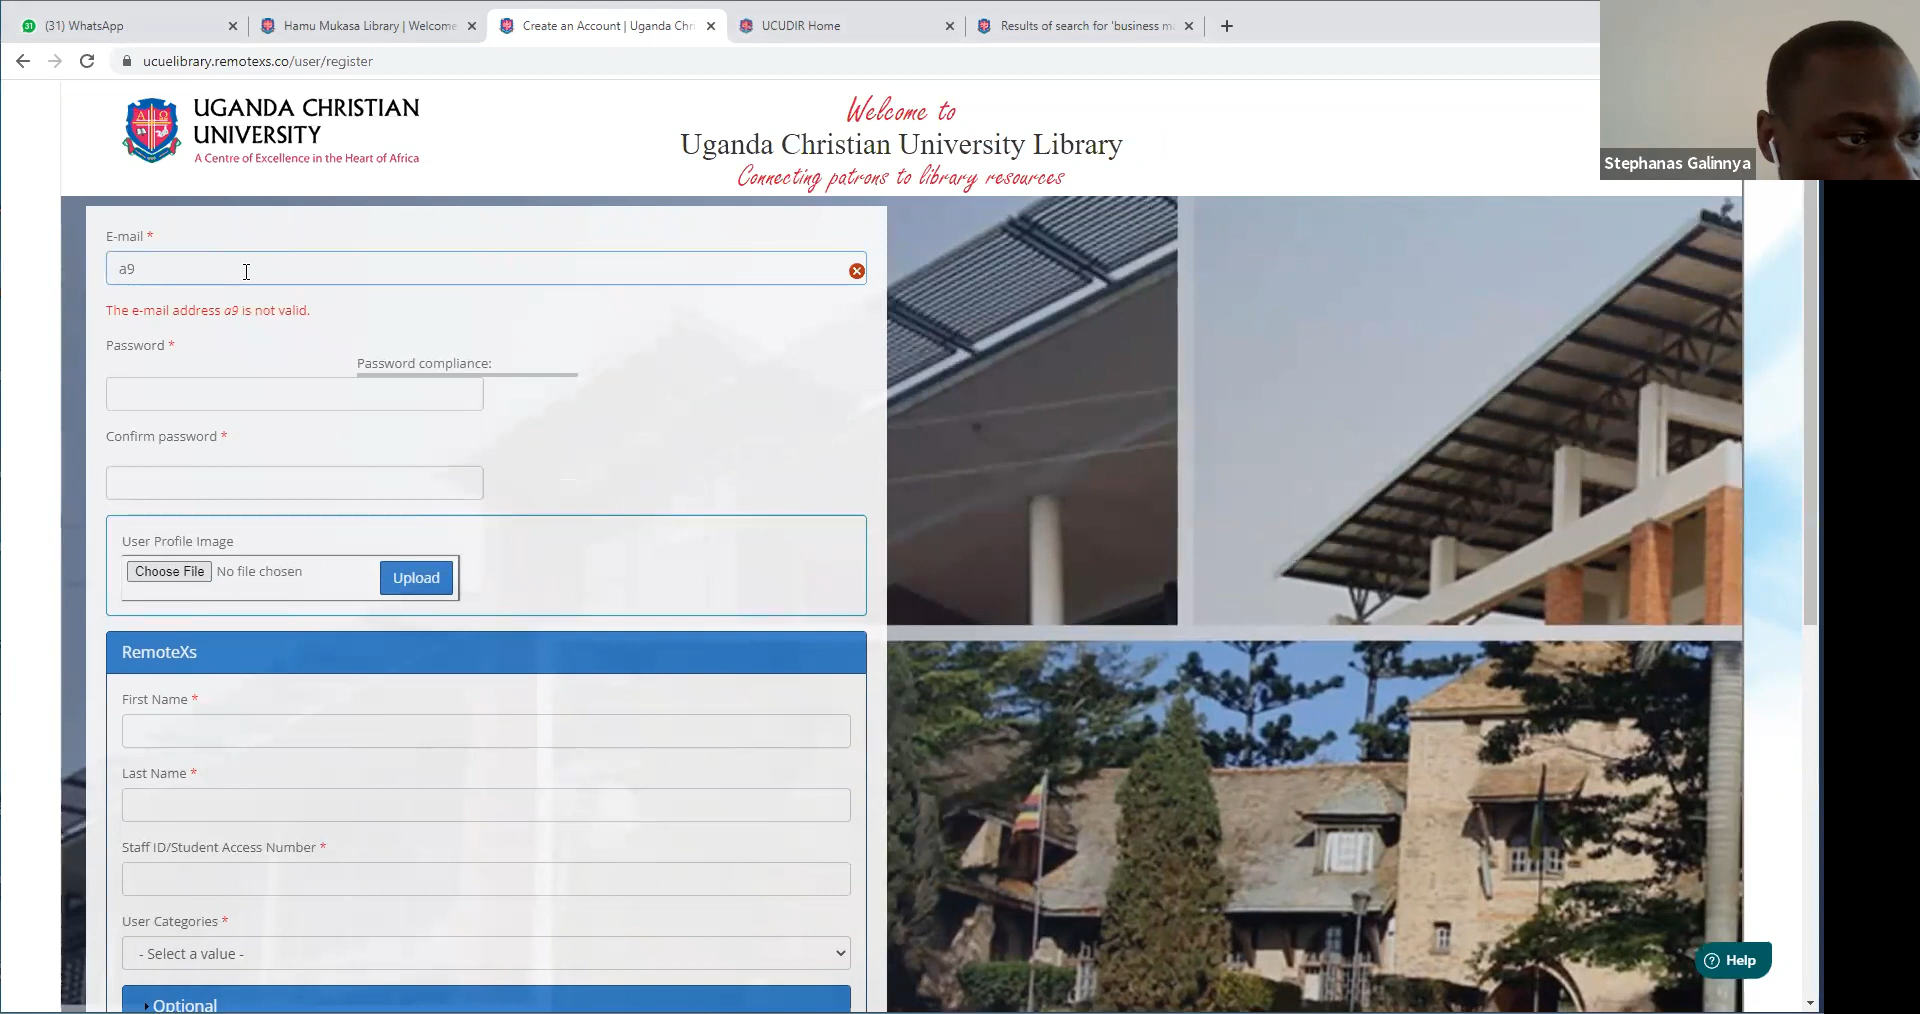 (31) WhatsApp
Hamu Mukasa Library | Welcome
Create an Account | Uganda Chri
UCUDIR Home
Results of search for 'business ma
ucuelibrary.remotexs.co/user/register
UGANDA CHRISTIAN
UNIVERSITY
A Centre of Excellence in the Heart of Africa
Welcome to
Uganda Christian University Library
Connecting patrons to library resources
Stephanas Galinnya
E-mail *
a9
The e-mail address a9 is not valid.
Password *
Password compliance:
Confirm password *
User Profile Image
Choose File No file chosen
Upload
RemoteXs
First Name *
Last Name *
Staff ID/Student Access Number *
User Categories *
- Select a value -
Optional
Help